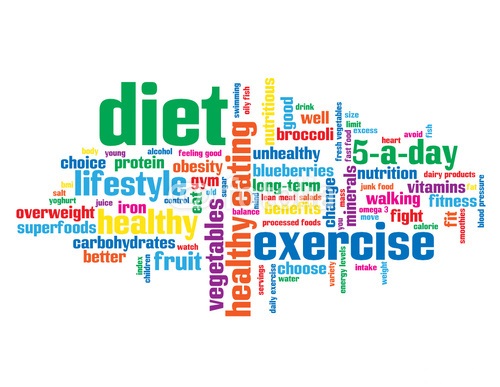 diet
swimming
oily fish
nutritious
good
drink
well
broccoli
fresh vegetables
size
limit
excess
fast food
heart
avoid
fish
body
young
alcohol
feeling good
choice
protein
obesity
unhealthy
5-a-day
bmi
lifestyle
gym
sugar
blueberries
nutrition
dairy products
salt
yoghurt
juice
iron
control
eat
old
long-term
change
minerals
junk food
vitamins
fat
blood pressure
overweight
healthy
vegetables
healthy eating
balance
mind
lean meat
salads
benefits
you
mass
walking
omega 3
move
fight
fitness
fit
superfoods
carbohydrates
watch
processed foods
exercise
calorie
smoothies
better
index
children
fruit
servings
daily exercise
choose
water
variety
energy levels
intake
weight